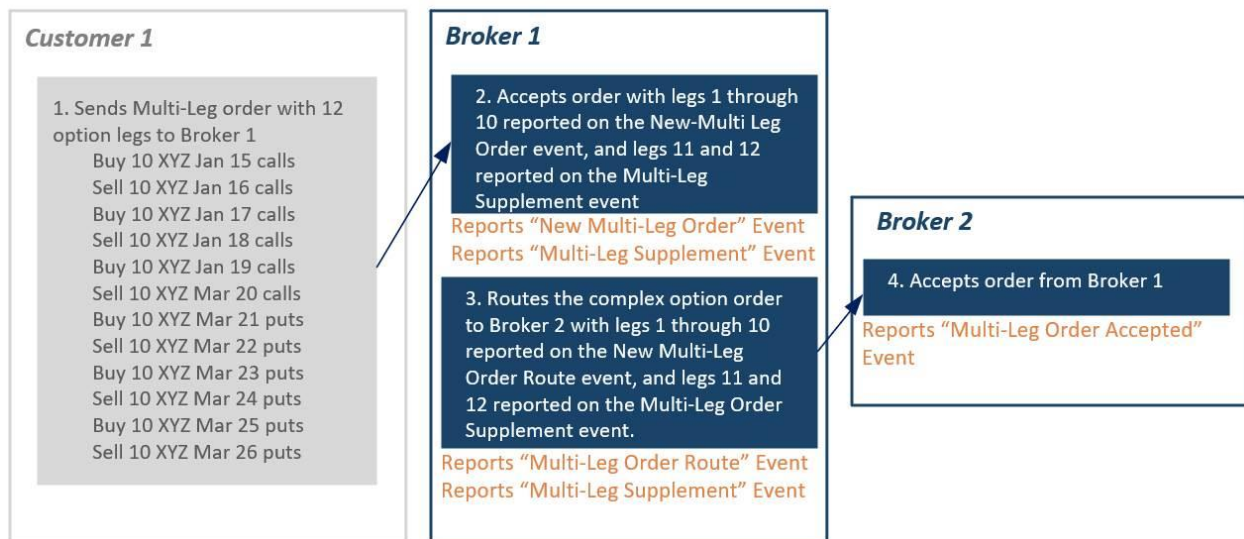 Customer 1
1. Sends Multi-Leg order with 12
option legs to Broker 1
Buy 10 XYZ Jan 15 calls
Sell 10 XYZ Jan 16 calls
Buy 10 XYZ Jan 17 calls
Sell 10 XYZ Jan 18 calls
Buy 10 XYZ Jan 19 calls
Sell 10 XYZ Mar 20 calls
Buy 10 XYZ Mar 21 puts
Sell 10 XYZ Mar 22 puts
Buy 10 XYZ Mar 23 puts
Sell 10 XYZ Mar 24 puts
Buy 10 XYZ Mar 25 puts
Sell 10 XYZ Mar 26 puts
Broker 1
2. Accepts order with legs 1 through
10 reported on the New-Multi Leg
Order event, and legs 11 and 12
reported on the Multi-Leg
Supplement event
Reports “New Multi-Leg Order” Event
Reports “Multi-Leg Supplement” Event
3. Routes the complex option order
to Broker 2 with legs 1 through 10
reported on the New Multi-Leg
Order Route event, and legs 11 and
12 reported on the Multi-Leg Order
Supplement event.
Reports “Multi-Leg Order Route” Event
Reports “Multi-Leg Supplement” Event
Broker 2
4. Accepts order from Broker 1
Reports “Multi-Leg Order Accepted”
Event